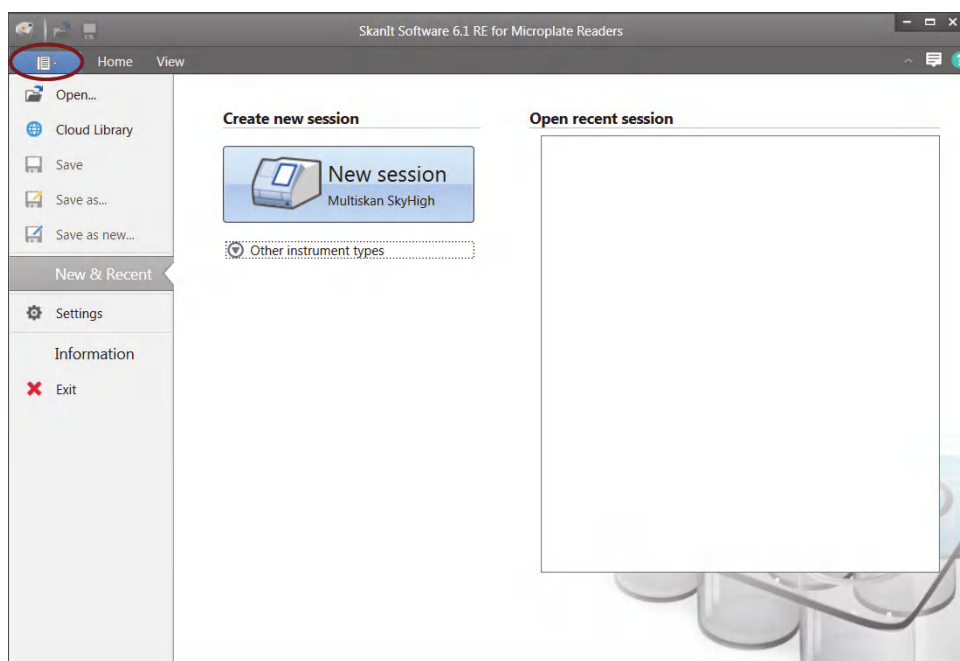 SkanIt Software 6.1 RE for Microplate Readers
Home View
Open...
Cloud Library
Save
Save as...
Save as new...
New & Recent
Settings
Information
Exit
Create new session
New session
Multiskan SkyHigh
Other instrument types
Open recent session